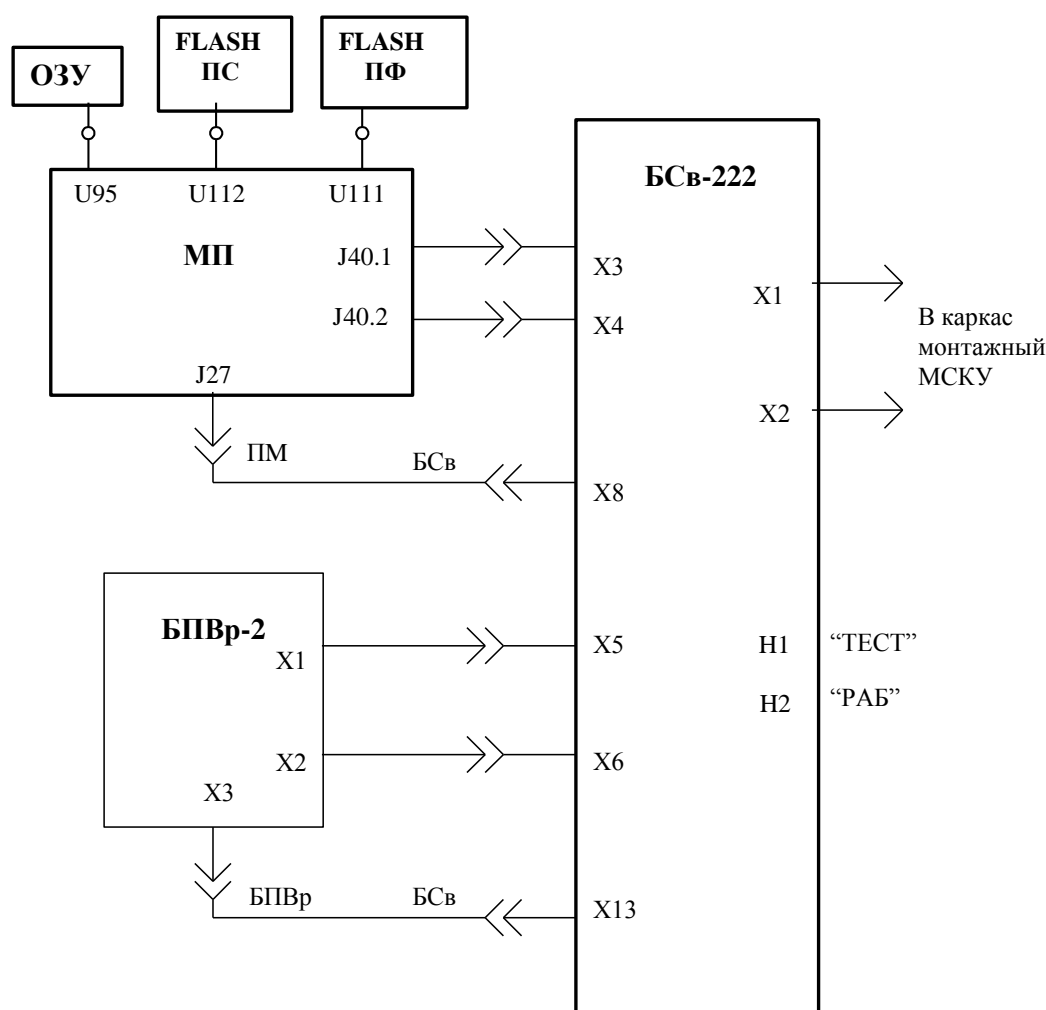 ОЗУ
FLASH
ПС
FLASH
ПФ
U95
U112
U111
МП
J40.1
J40.2
J27
ПМ
БСв
БСв-222
X3
X4
X1
X2
В каркас
монтажный
МСКУ
X8
БПВр-2
X1
X2
X3
X5
X6
Н1
“ТЕСТ”
Н2
“РАБ”
БПВр
БСв
X13